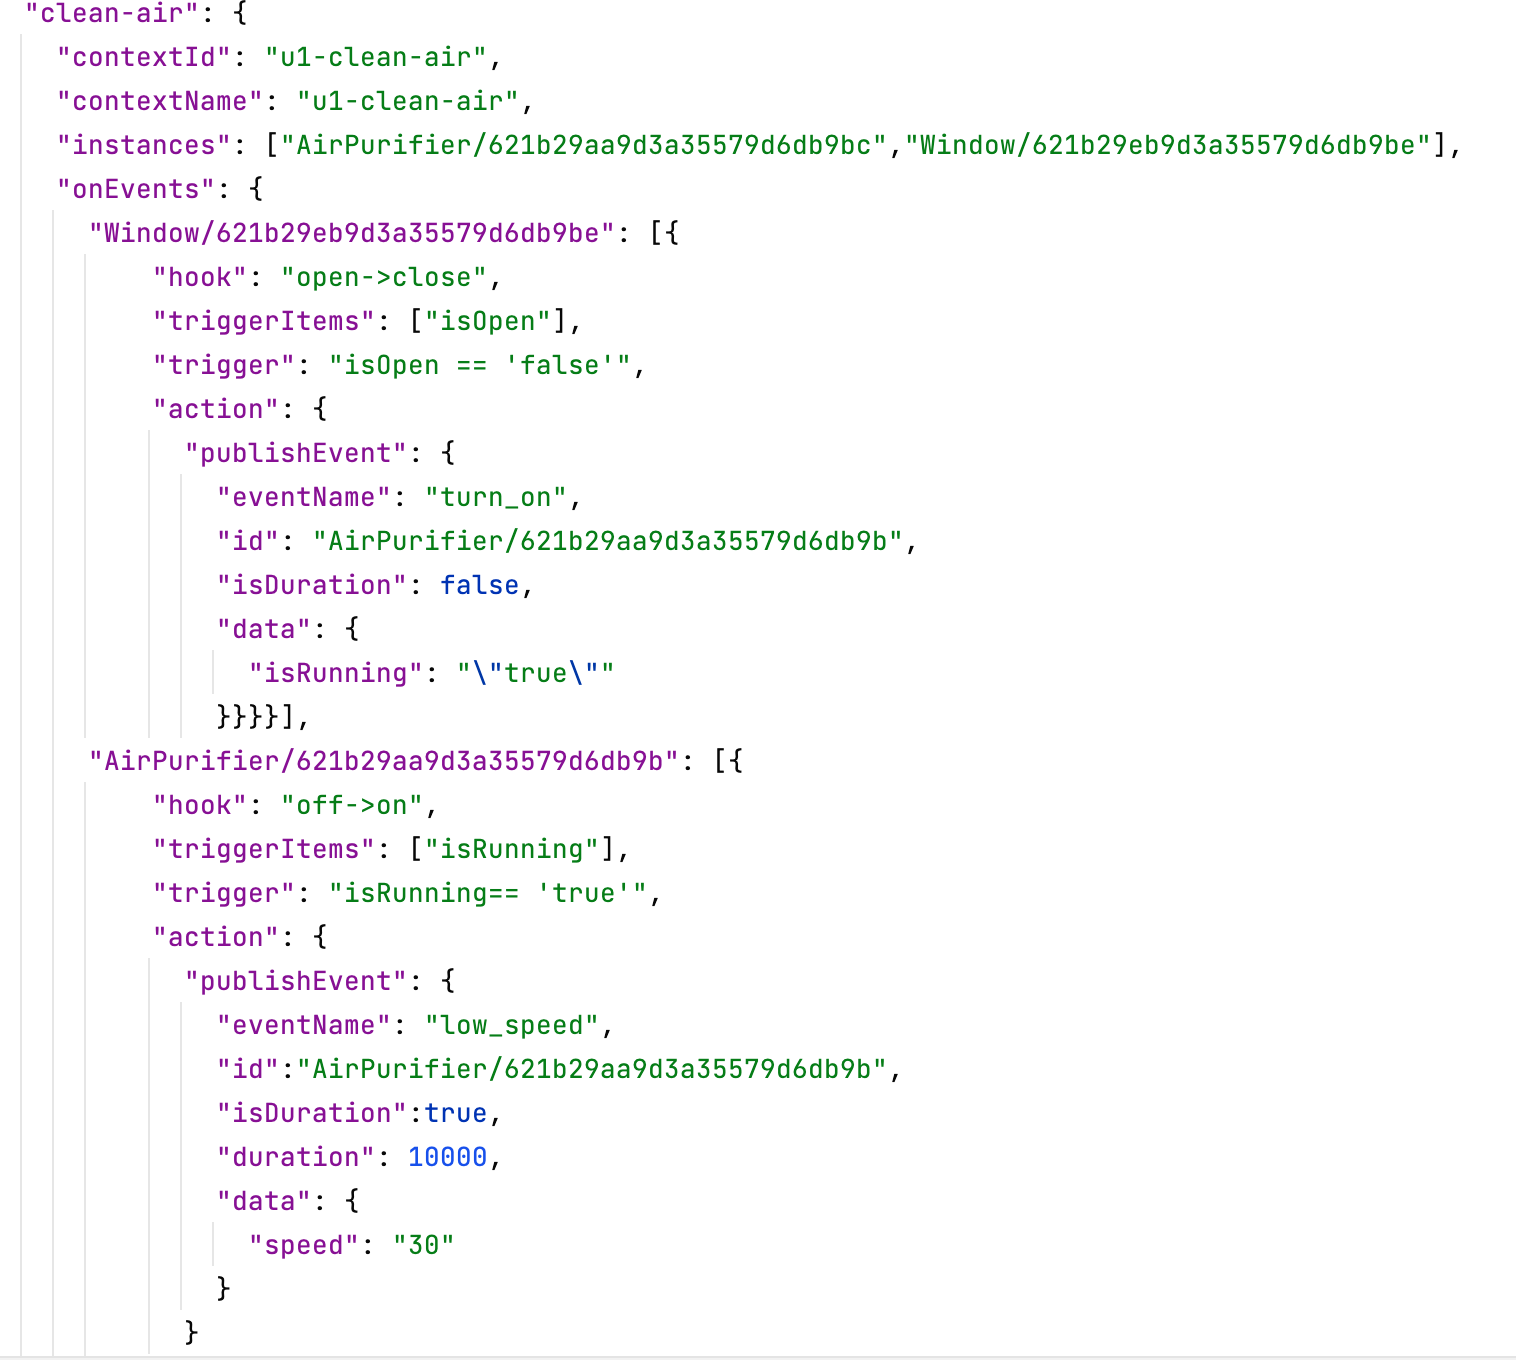 "clean-air": {
"contextId": "u1-clean-air",
"contextName": "u1-clean-air",
"instances": ["AirPurifier/621b29aa9d3a35579d6db9bc","Window/621b29eb9d3a35579d6db9be"],
"onEvents": {
"Window/621b29eb9d3a35579d6db9be": [{
"hook": "open->close",
"triggerItems": ["isOpen"],
"trigger": "isOpen == 'false'",
"action": {
"publishEvent": {
"eventName": "turn_on",
"id": "AirPurifier/621b29aa9d3a35579d6db9b",
"isDuration": false,
"data": {
"isRunning": "\"true\""
}}}}],
"AirPurifier/621b29aa9d3a35579d6db9b": [{
"hook": "off->on",
"triggerItems": ["isRunning"],
"trigger": "isRunning== 'true'",
"action": {
"publishEvent": {
"eventName": "low_speed",
"id":"AirPurifier/621b29aa9d3a35579d6db9b",
"isDuration":true,
"duration": 10000,
"data": {
"speed": "30"
}
}